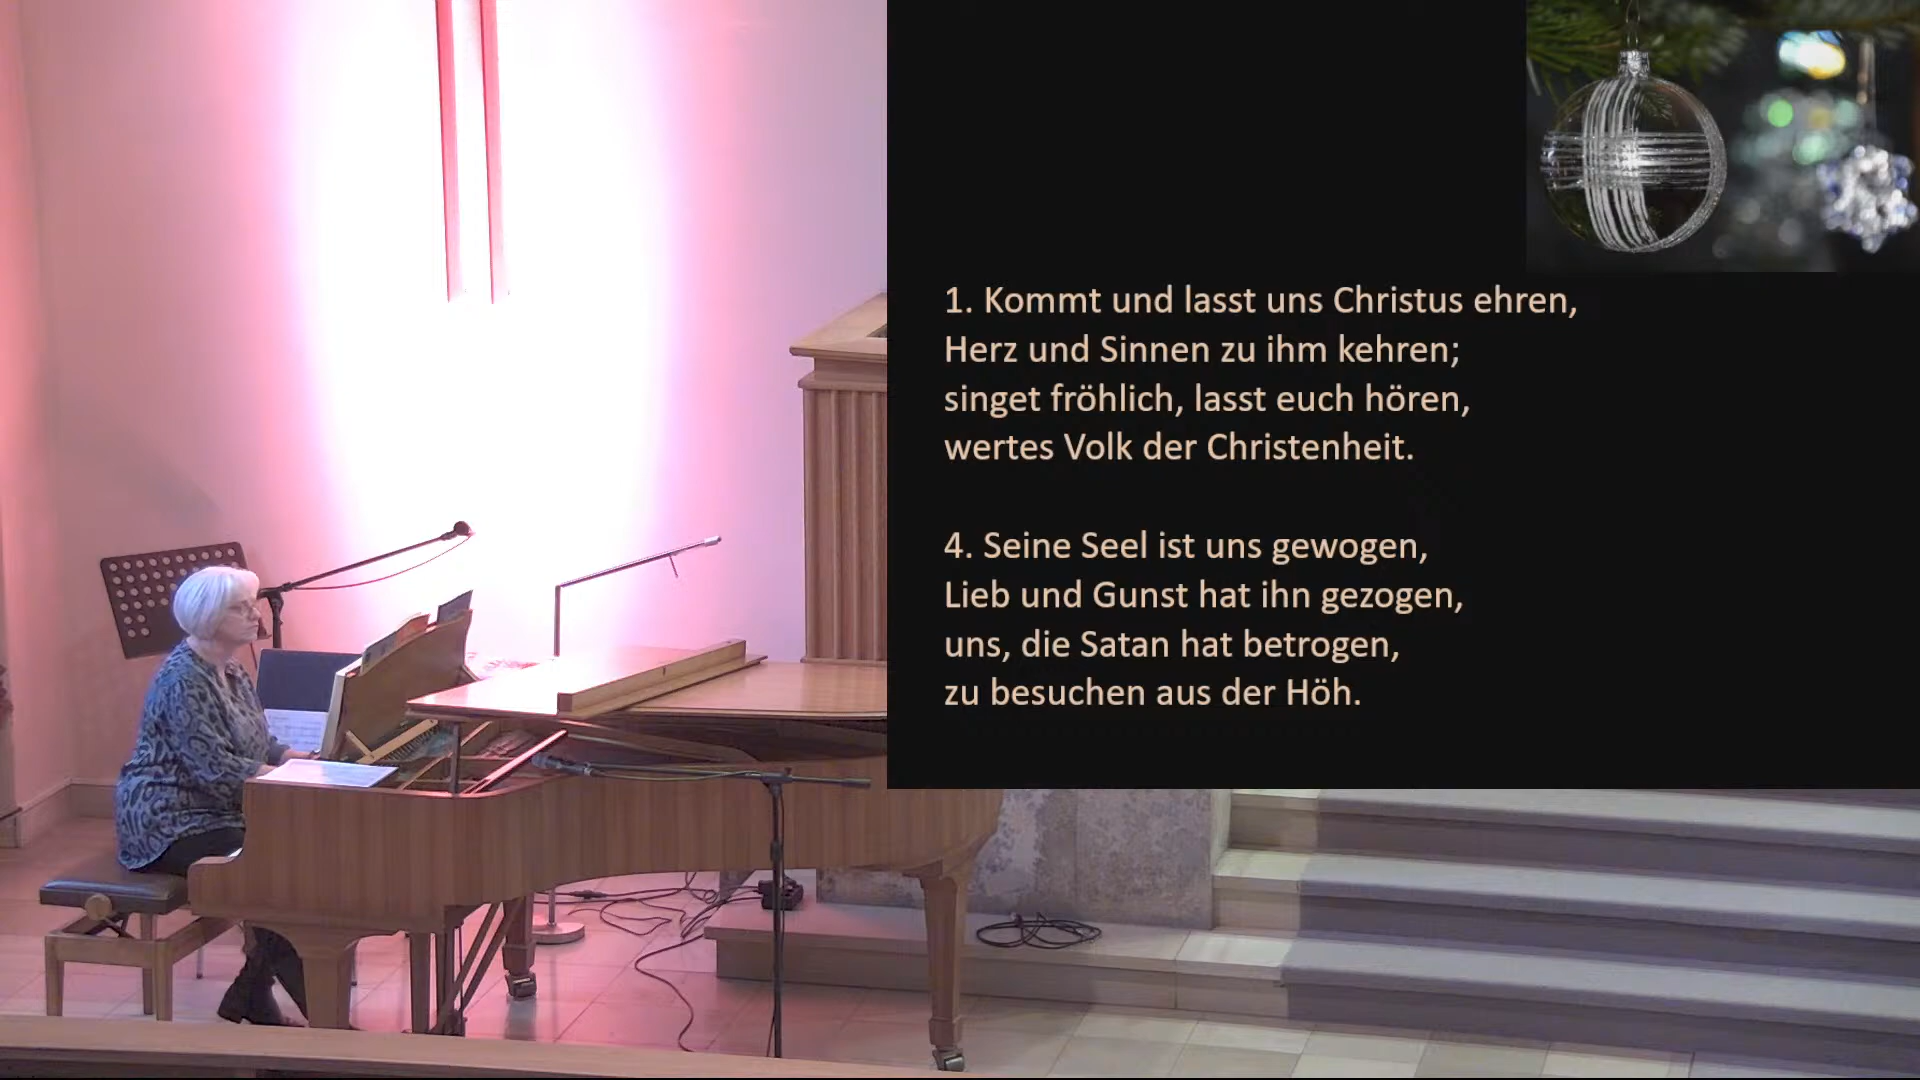 1. Kommt und lasst uns Christus ehren,
Herz und Sinnen zu ihm kehren;
singet fröhlich, lasst euch hören,
wertes Volk der Christenheit.
4. Seine Seel ist uns gewogen,
Lieb und Gunst hat ihn gezogen,
uns, die Satan hat betrogen,
zu besuchen aus der Höh.